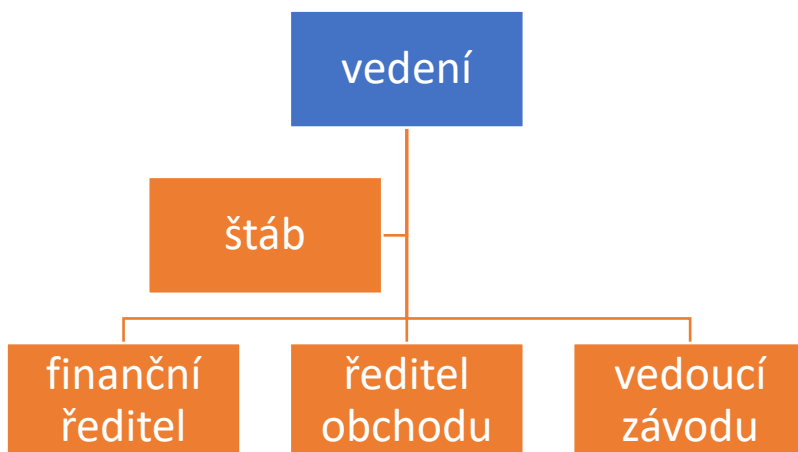 vedení
štáb
finanční
ředitel
ředitel
obchodu
vedoucí
závodu